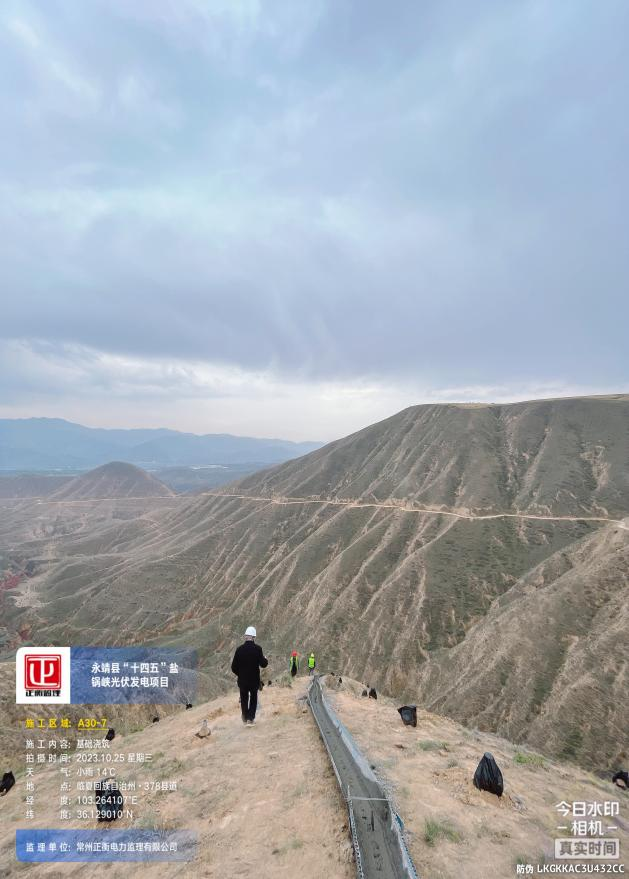 正衡监理
永靖县“十四五”盐
锅峡光伏发电项目
施工区域: A30-7
施工内容: 基础浇筑
拍摄时间: 2023.10.25 星期三
天 气: 小雨 14℃
地 点: 临夏回族自治州·378县道
经 度: 103.264107°E
纬 度: 36.129010°N
监理单位: 常州正衡电力监理有限公司
今日水印
相机
真实时间
防伪 LKGKKAC3U432CC